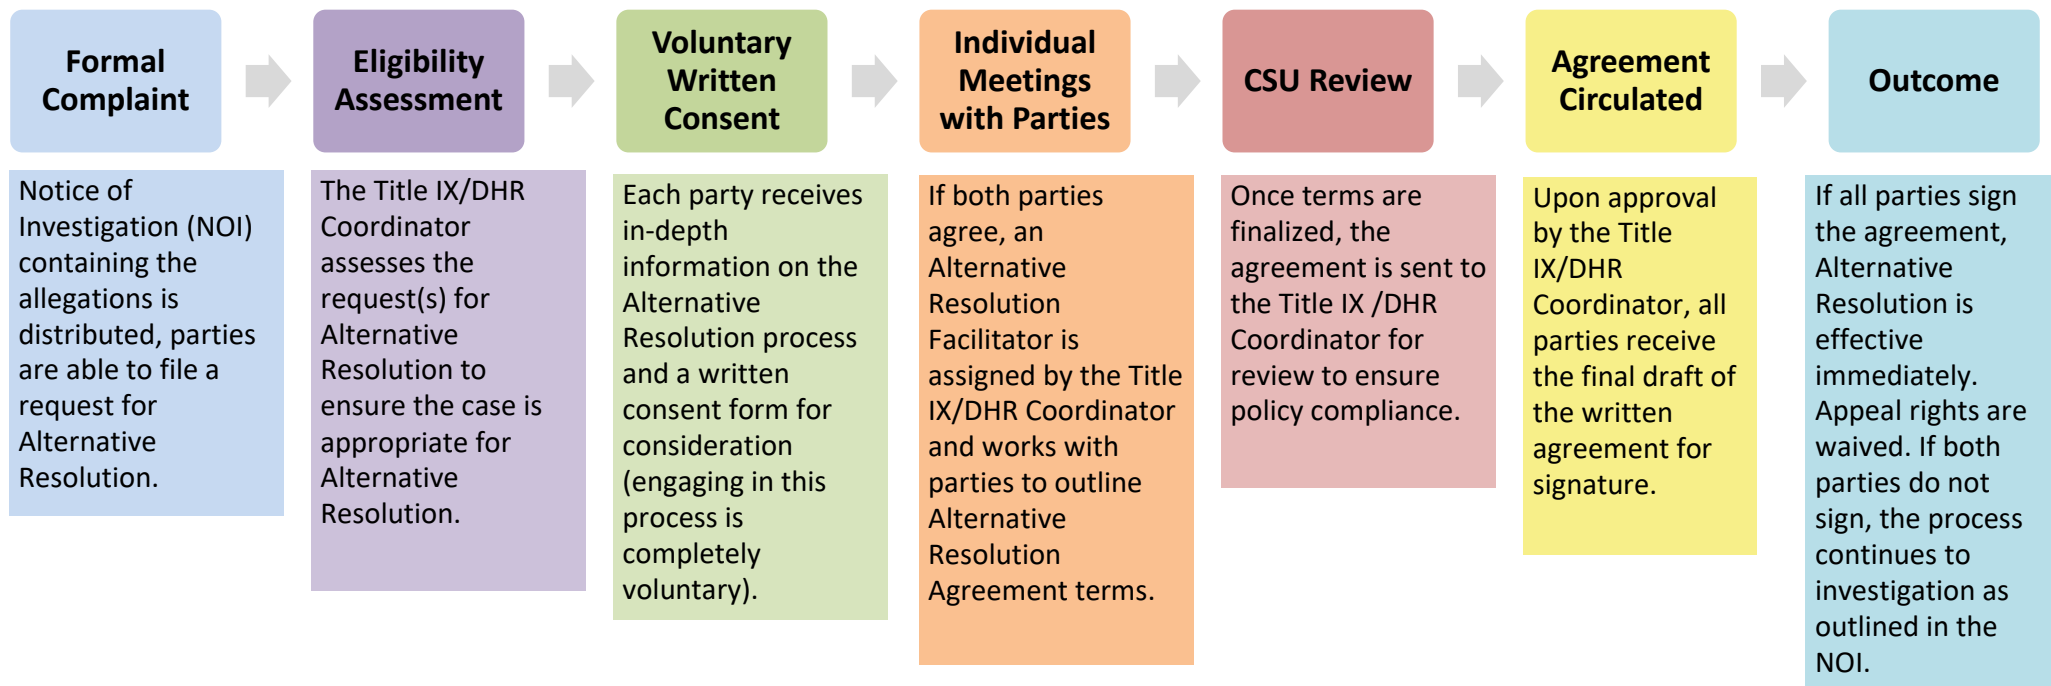 Formal
Complaint
Notice of
Investigation (NOI)
containing the
allegations is
distributed, parties
are able to file a
request for
Alternative
Resolution.
Eligibility
Assessment
The Title IX/DHR
Coordinator
assesses the
request(s) for
Alternative
Resolution to
ensure the case is
appropriate for
Alternative
Resolution.
Voluntary
Written
Consent
Each party receives
in-depth
information on the
Alternative
Resolution process
and a written
consent form for
consideration
(engaging in this
process is
completely
voluntary).
Individual
Meetings
with Parties
If both parties
agree, an
Alternative
Resolution
Facilitator is
assigned by the Title
IX/DHR Coordinator
and works with
parties to outline
Alternative
Resolution
Agreement terms.
CSU Review
Once terms are
finalized, the
agreement is sent to
the Title IX /DHR
Coordinator for
review to ensure
policy compliance.
Agreement
Circulated
Upon approval
by the Title
IX/DHR
Coordinator, all
parties receive
the final draft of
the written
agreement for
signature.
Outcome
If all parties sign
the agreement,
Alternative
Resolution is
effective
immediately.
Appeal rights are
waived. If both
parties do not
sign, the process
continues to
investigation as
outlined in the
NOI.